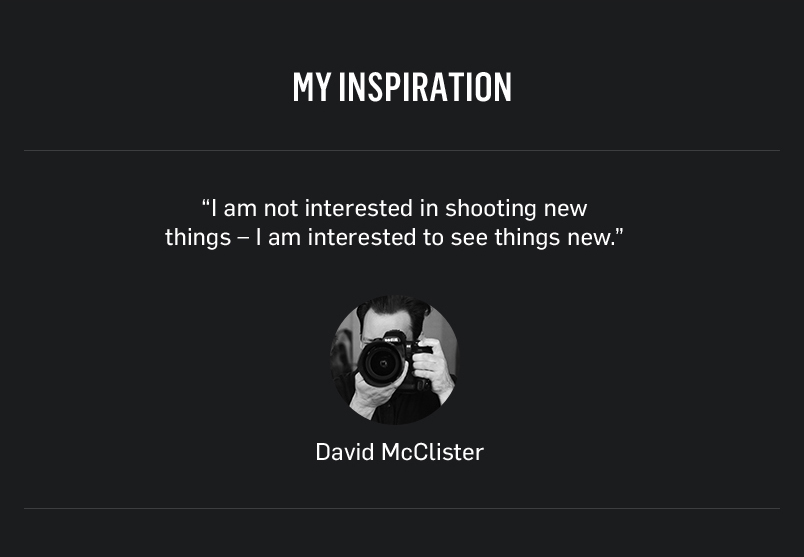 MY INSPIRATION
“I am not interested in shooting new
things – I am interested to see things new.”
David McClister